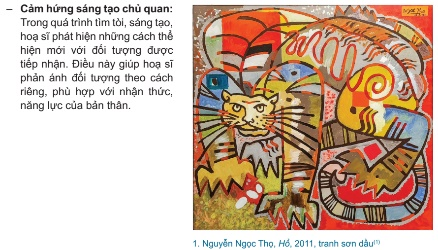 – Cảm hứng sáng tạo chủ quan:
Trong quá trình tìm tòi, sáng tạo,
hoạ sĩ phát hiện những cách thể
hiện mới với đối tượng được
tiếp nhận. Điều này giúp hoạ sĩ
phản ánh đối tượng theo cách
riêng, phù hợp với nhận thức,
năng lực của bản thân.
1. Nguyễn Ngọc Thọ, Hổ, 2011, tranh sơn dầu(1)